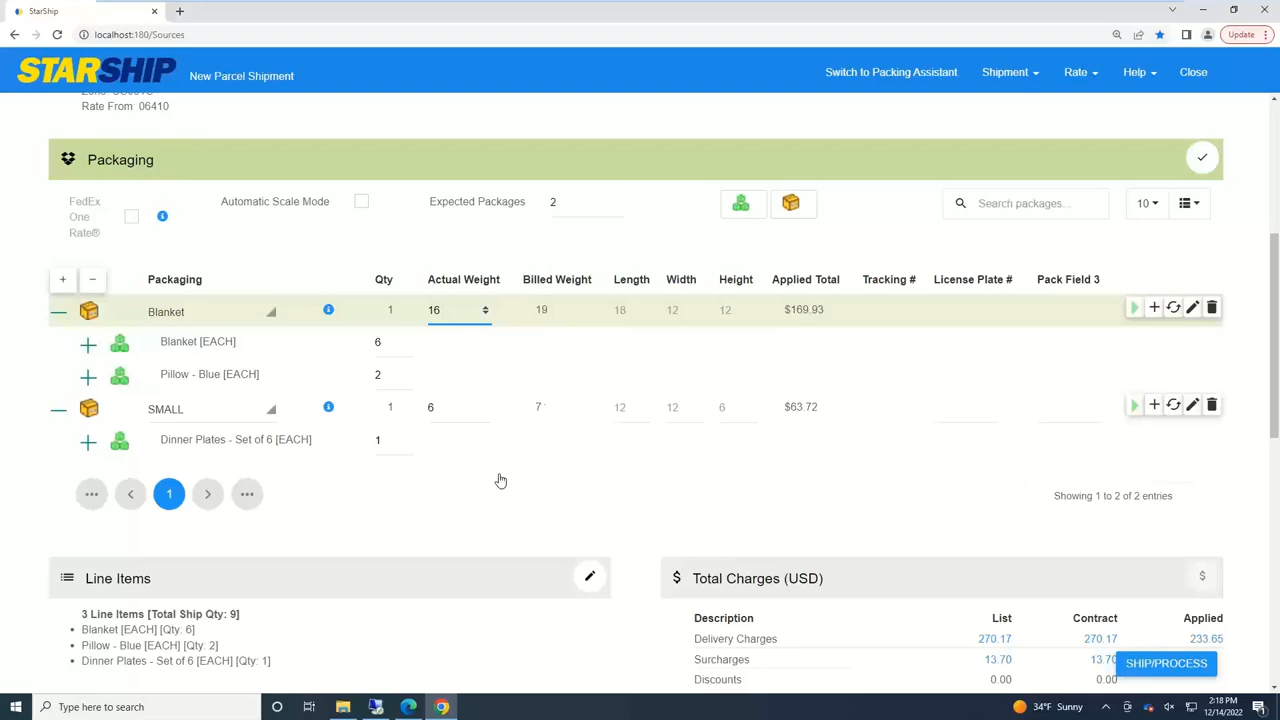 StarShip
localhost:180/Sources
Update
STARSHIP
New Parcel Shipment
Switch to Packing Assistant
Shipment
Rate
Help
Close
Rate From 06410
Packaging
FedEx
One
Rate®
Automatic Scale Mode
Expected Packages
2
Search packages...
10
Packaging
Qty
Actual Weight
Billed Weight
Length
Width
Height
Applied Total
Tracking #
License Plate #
Pack Field 3
Blanket
1
16
19
18
12
12
$169.93
Blanket [EACH]
6
Pillow - Blue [EACH]
2
SMALL
1
6
7
12
12
6
$63.72
Dinner Plates - Set of 6 [EACH]
1
1
Showing 1 to 2 of 2 entries
Line Items
3 Line Items [Total Ship Qty: 9]
Blanket [EACH] [Qty: 6]
Pillow - Blue [EACH] [Qty: 2]
Dinner Plates - Set of 6 [EACH] [Qty: 1]
$ Total Charges (USD)
$
Description
List
Contract
Applied
Delivery Charges
270.17
270.17
233.65
Surcharges
13.70
13.70
Discounts
0.00
0.00
SHIP/PROCESS
Type here to search
34°F Sunny
2:18 PM
12/14/2022